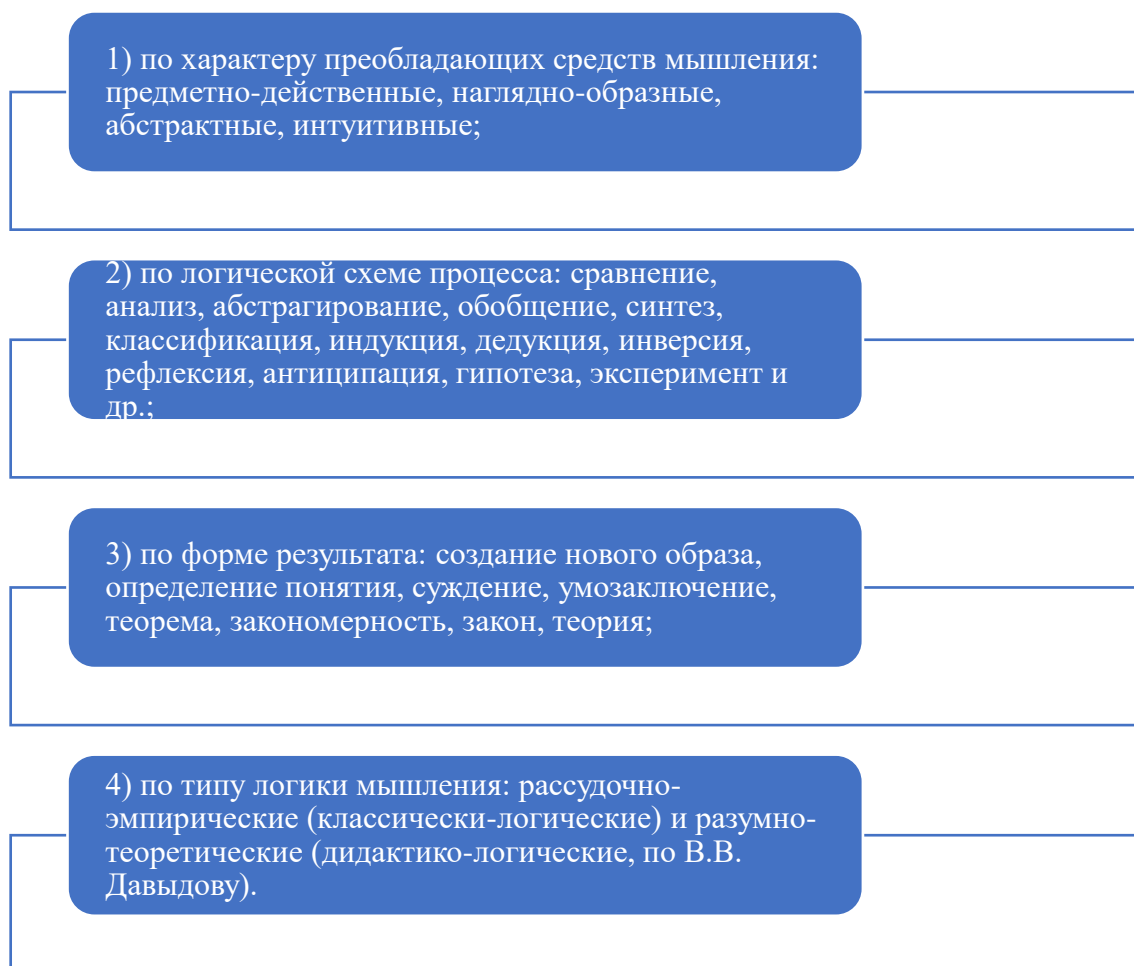 1) по характеру преобладающих средств мышления:
предметно-действенные, наглядно-образные,
абстрактные, интуитивные;
2) по логической схеме процесса: сравнение,
анализ, абстрагирование, обобщение, синтез,
классификация, индукция, дедукция, инверсия,
рефлексия, антиципация, гипотеза, эксперимент и
др.;
3) по форме результата: создание нового образа,
определение понятия, суждение, умозаключение,
теорема, закономерность, закон, теория;
4) по типу логики мышления: рассудочно-
эмпирические (классически-логические) и разумно-
теоретические (дидактико-логические, по В.В.
Давыдову).